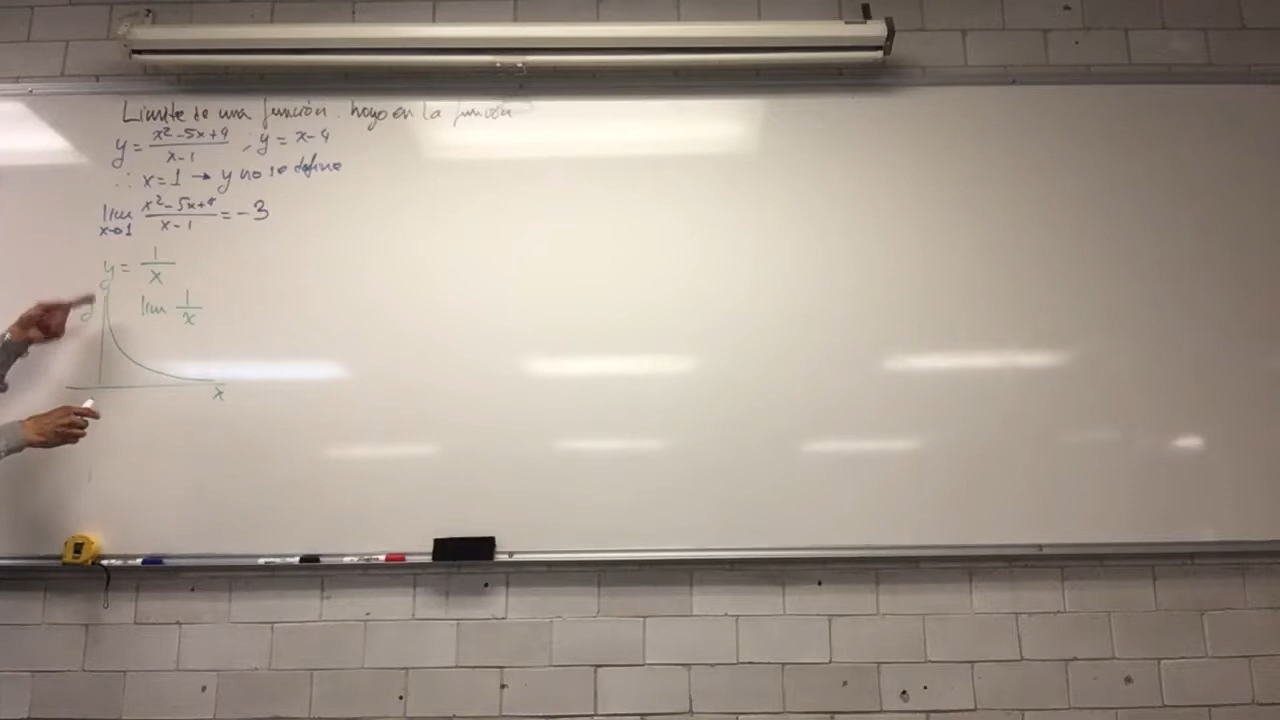 Límite de una función. hoyo en la función
y = x²-5x+4/x-1 ; y = x-4
∴ x=1 → y no se define
lim x→1 x²-5x+4/x-1 = -3
y = 1/x
y lim 1/x
x